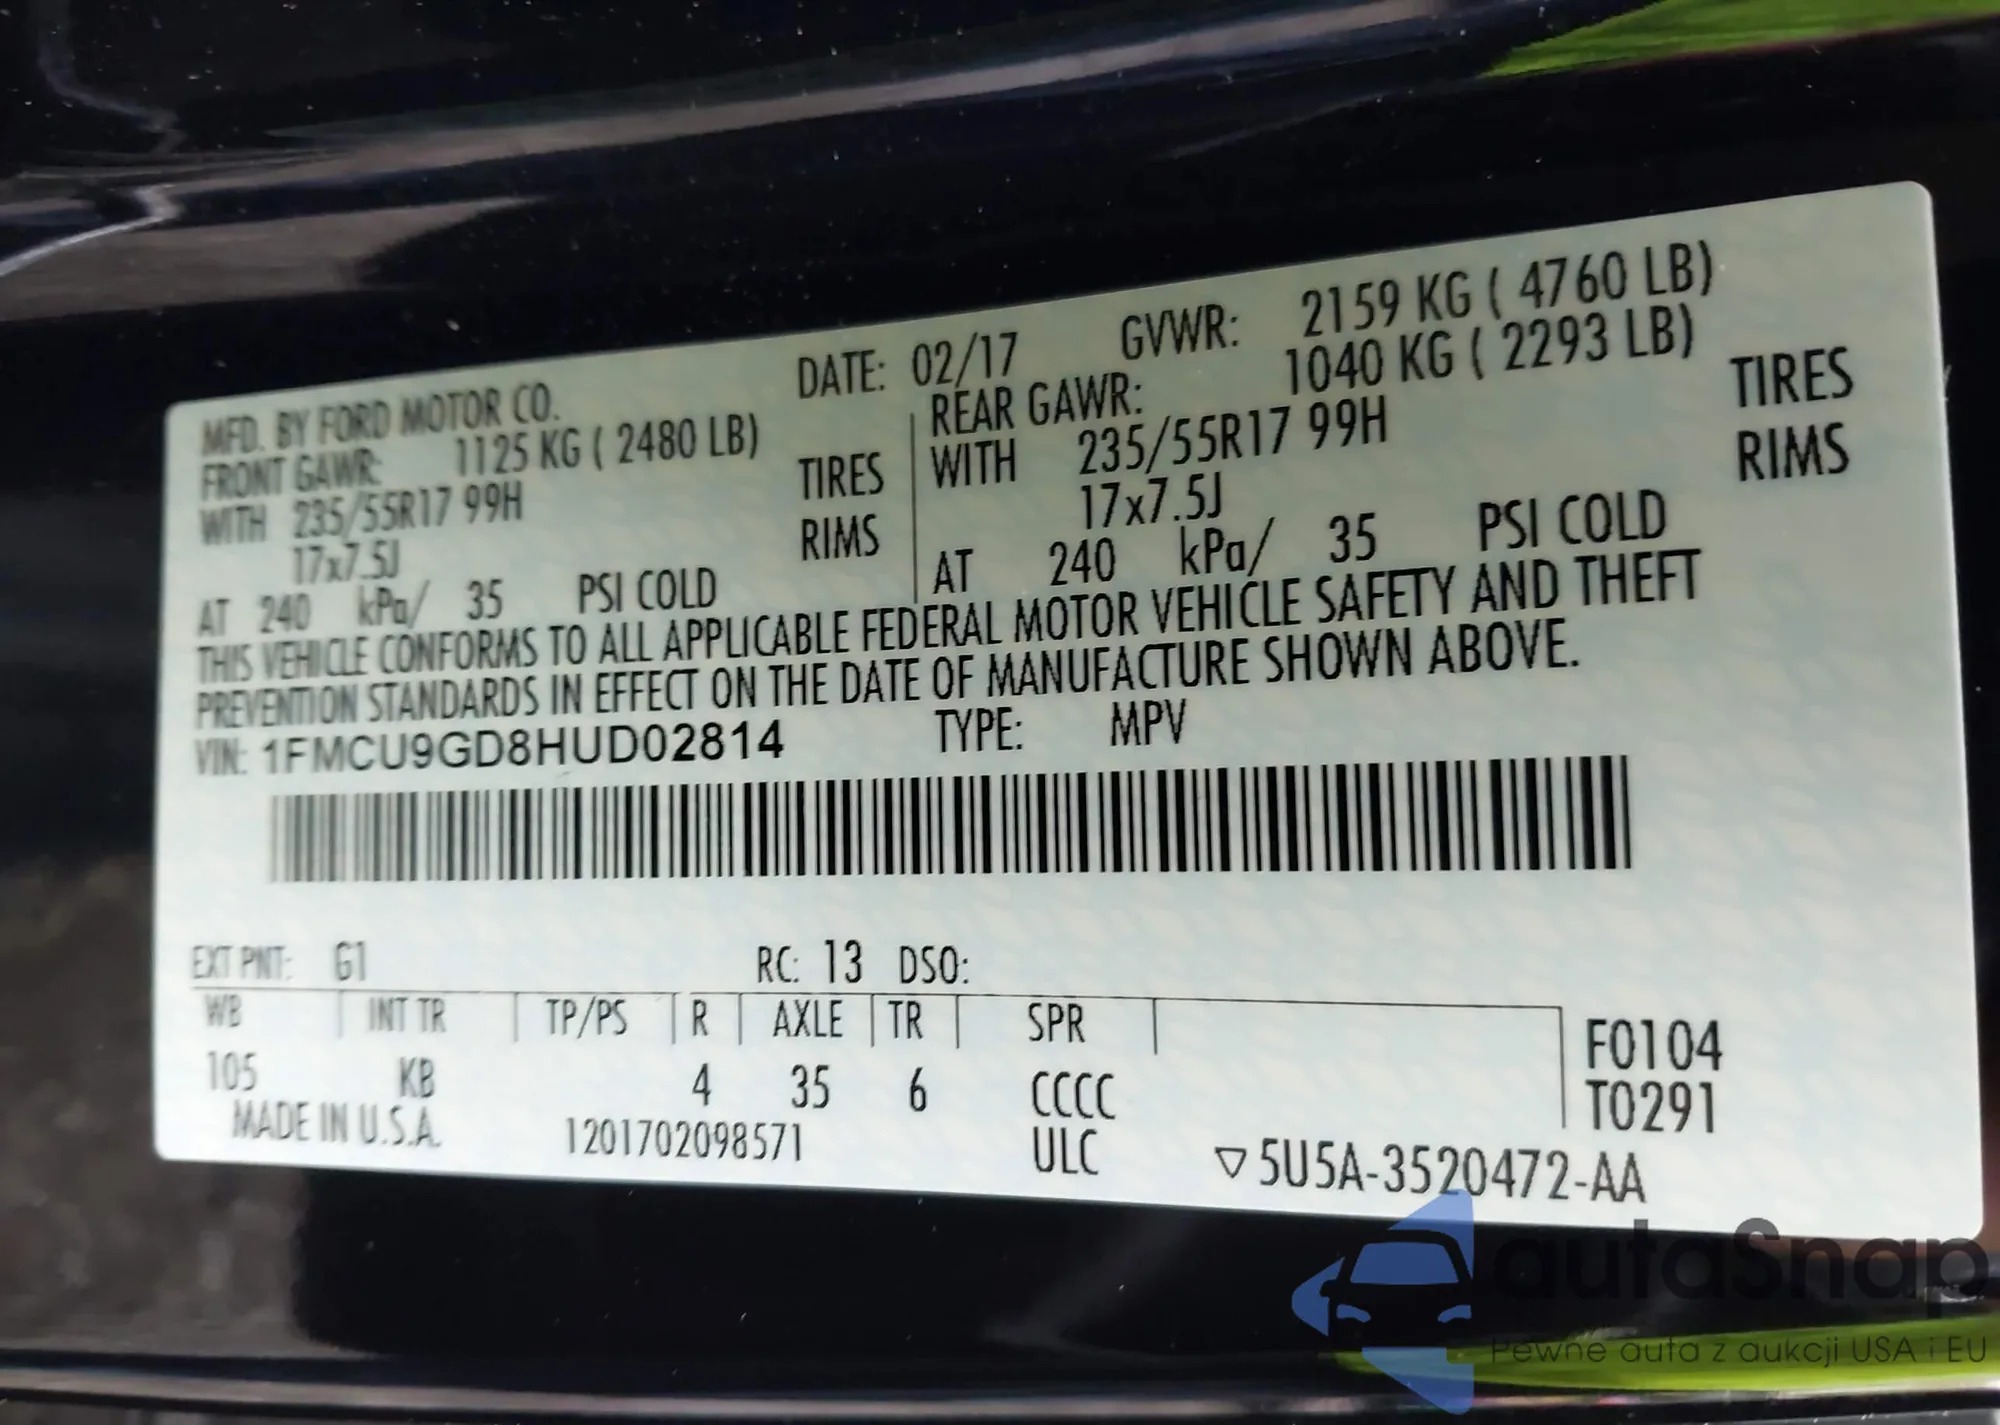 MFD. BY FORD MOTOR CO. DATE: 02/17 GVWR: 2159 KG ( 4760 LB)
FRONT GAWR: 1125 KG ( 2480 LB) REAR GAWR: 1040 KG ( 2293 LB)
WITH 235/55R17 99H TIRES WITH 235/55R17 99H TIRES
17x7.5J RIMS 17x7.5J RIMS
AT 240 kPa/ 35 PSI COLD AT 240 kPa/ 35 PSI COLD
THIS VEHICLE CONFORMS TO ALL APPLICABLE FEDERAL MOTOR VEHICLE SAFETY AND THEFT
PREVENTION STANDARDS IN EFFECT ON THE DATE OF MANUFACTURE SHOWN ABOVE.
VIN: 1FMCU9GD8HUD02814 TYPE: MPV
EXT PNT: G1 RC: 13 DSO:
WB INT TR TP/PS R AXLE TR SPR
F0104
105 KB 4 35 6 CCCC
T0291
MADE IN U.S.A. 1201702098571 ULC ▽5U5A-3520472-AA
autaSnap
Pewne auta z aukcji USA i EU